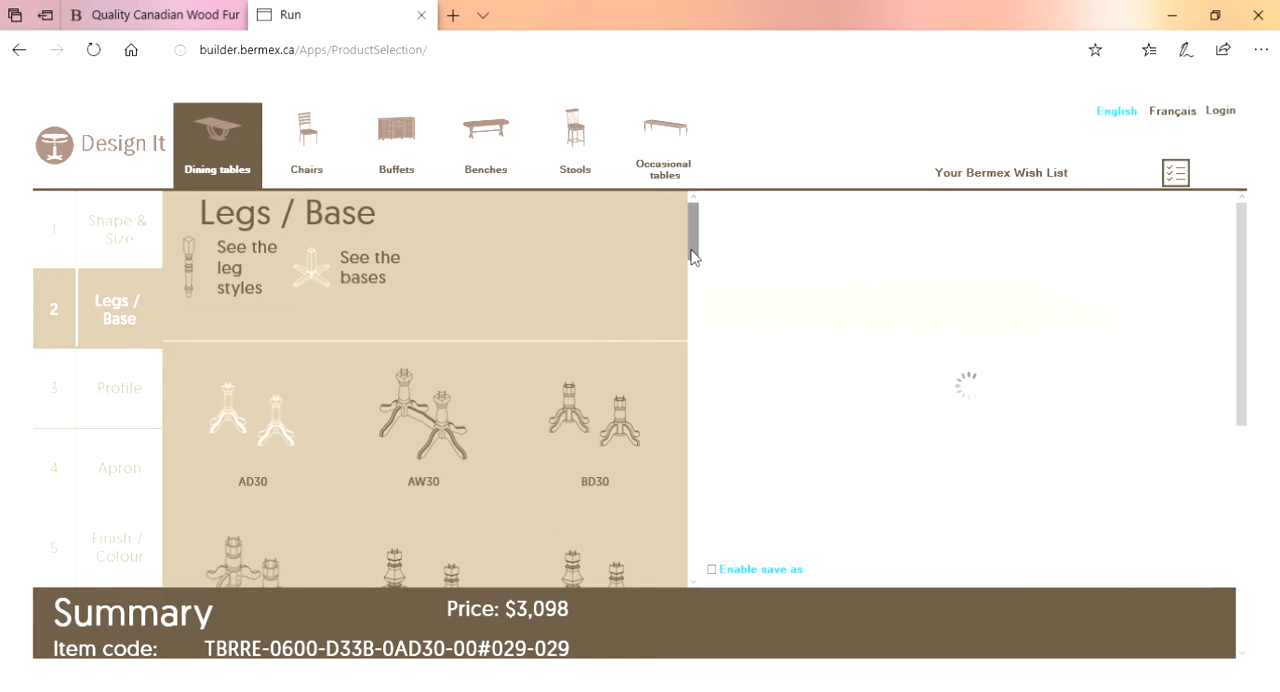 Quality Canadian Wood Fur
Run
builder.bermex.ca/Apps/ProductSelection/
English Français Login
Design It
Dining tables
Chairs
Buffets
Benches
Stools
Occasional
tables
Your Bermex Wish List
1
Shape &
Size
2
Legs /
Base
3
Profile
4
Apron
5
Finish /
Colour
Legs / Base
See the
leg
styles
See the
bases
AD30
AW30
BD30
Enable save as
Summary
Price: $3,098
Item code: TBRRE-0600-D33B-0AD30-00#029-029